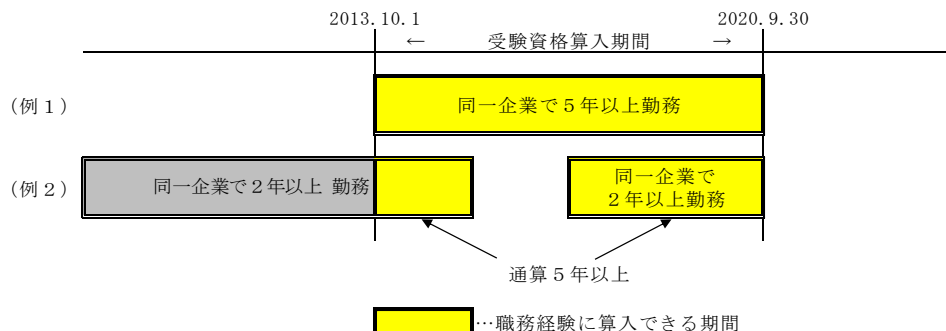 2013.10.1 2020.9.30
← 受験資格算入期間 →
(例1) 同一企業で5年以上勤務
(例2) 同一企業で2年以上 勤務 同一企業で
2年以上勤務
通算5年以上
…職務経験に算入できる期間